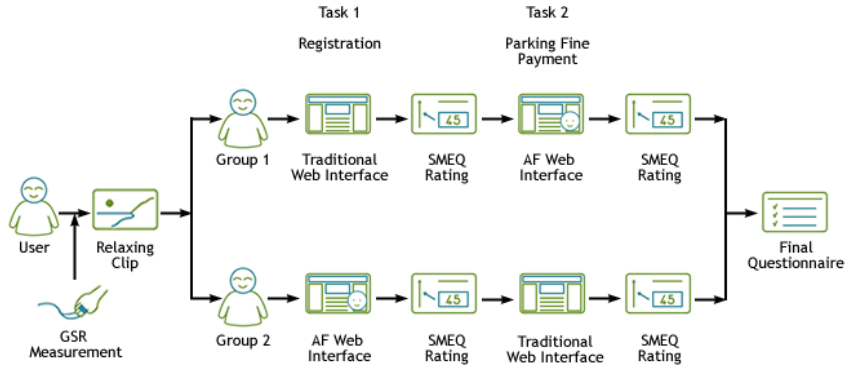 Task 1
Task 2
Registration
Parking Fine
Payment
45
45
Group 1
Traditional
Web Interface
SMEQ
Rating
AF Web
Interface
SMEQ
Rating
User
Relaxing
Clip
Final
Questionnaire
GSR
Measurement
45
45
Group 2
AF Web
Interface
SMEQ
Rating
Traditional
Web Interface
SMEQ
Rating